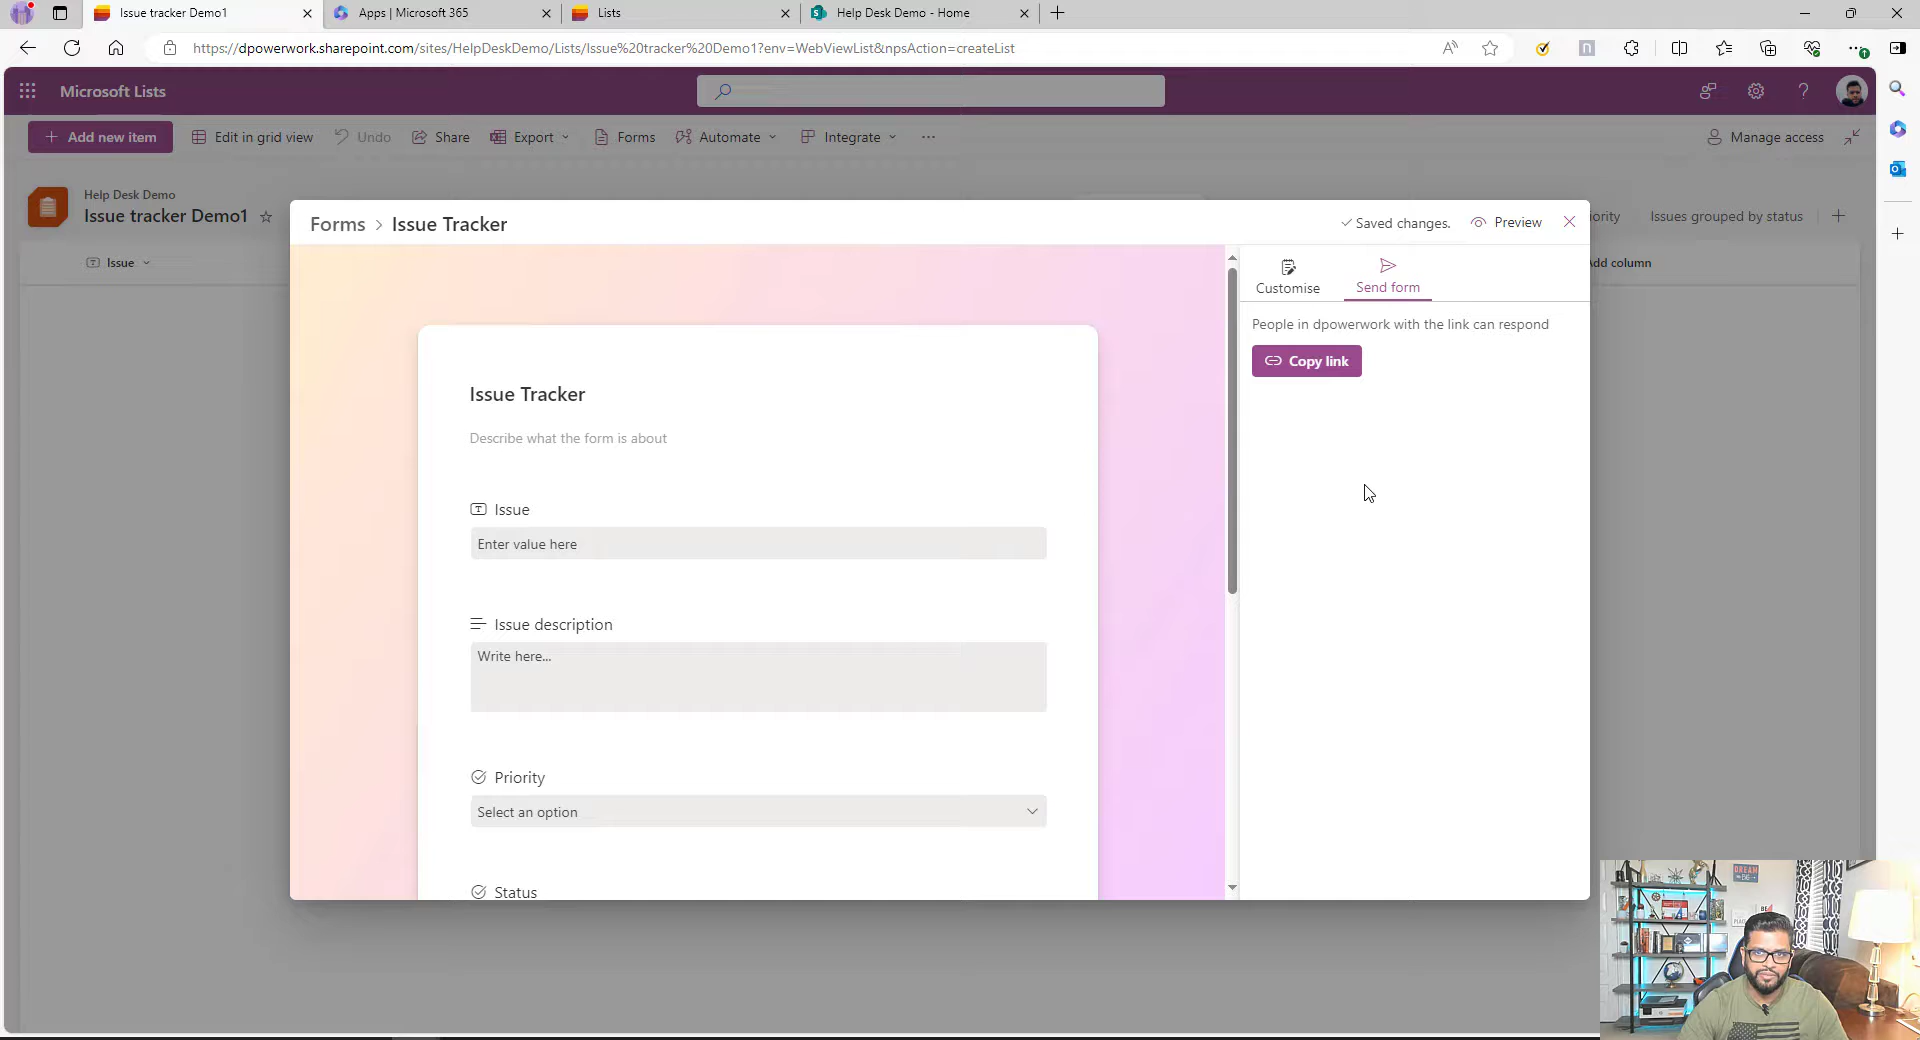 Issue tracker Demo1
Apps | Microsoft 365
Lists
Help Desk Demo - Home
https://dpowerwork.sharepoint.com/sites/HelpDeskDemo/Lists/Issue%20tracker%20Demo1?env=WebViewList&npsAction=createList
Microsoft Lists
Add new item
Edit in grid view
Undo
Share
Export
Forms
Automate
Integrate
Manage access
Help Desk Demo
Issue tracker Demo1
Issues grouped by status
Issue
Add column
Forms > Issue Tracker
Saved changes.
Preview
Customise
Send form
People in dpowerwork with the link can respond
Copy link
Issue Tracker
Describe what the form is about
Issue
Enter value here
Issue description
Write here...
Priority
Select an option
Status
DREAM